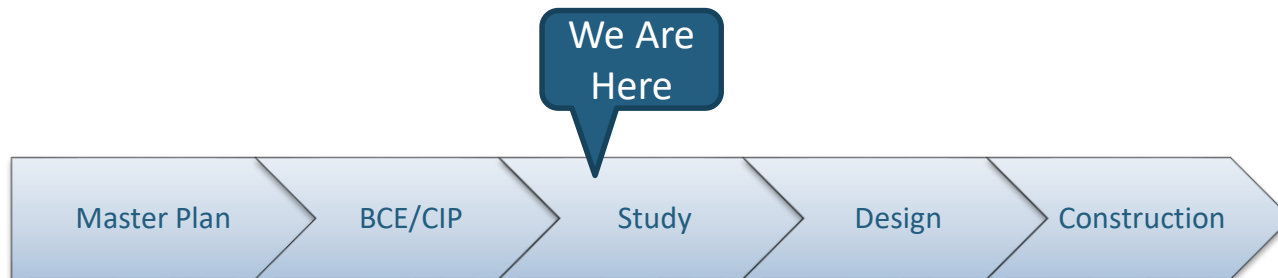 We Are
Here
Master Plan
BCE/CIP
Study
Design
Construction